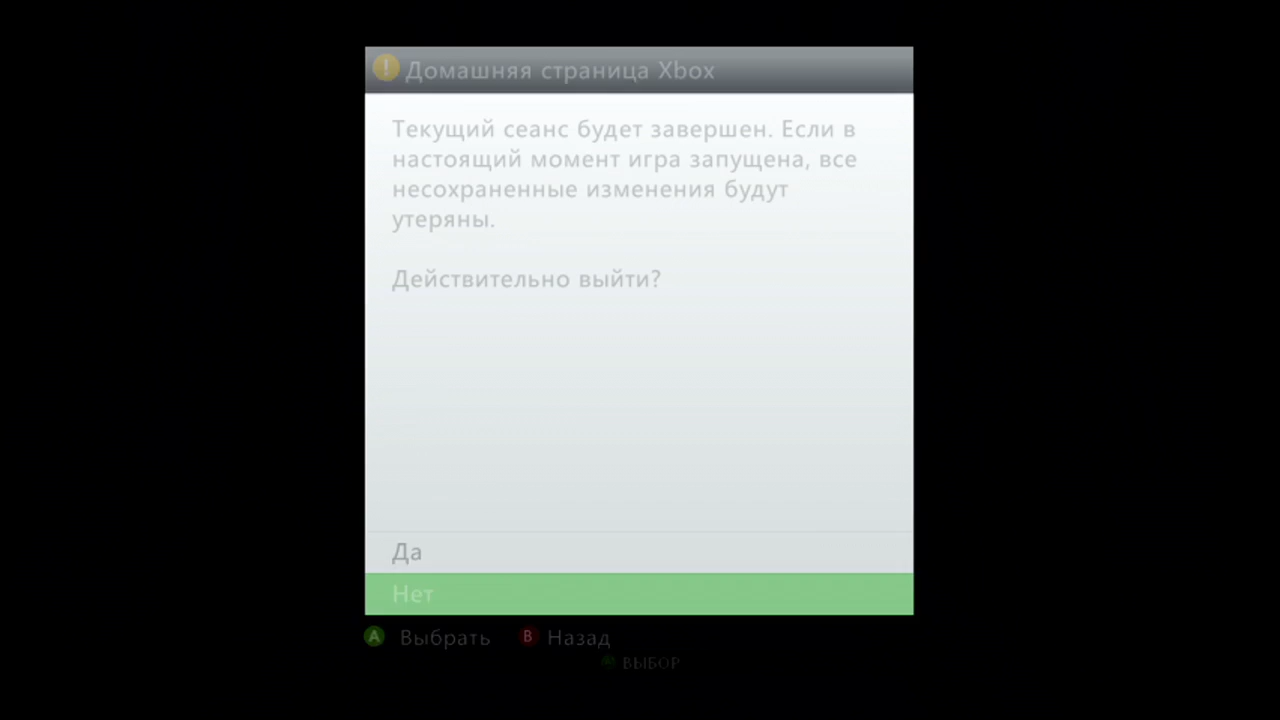 Домашняя страница Xbox
Текущий сеанс будет завершен. Если в
настоящий момент игра запущена, все
несохраненные изменения будут
утеряны.
Действительно выйти?
Да
Нет
A Выбрать B Назад
ВЫБОР